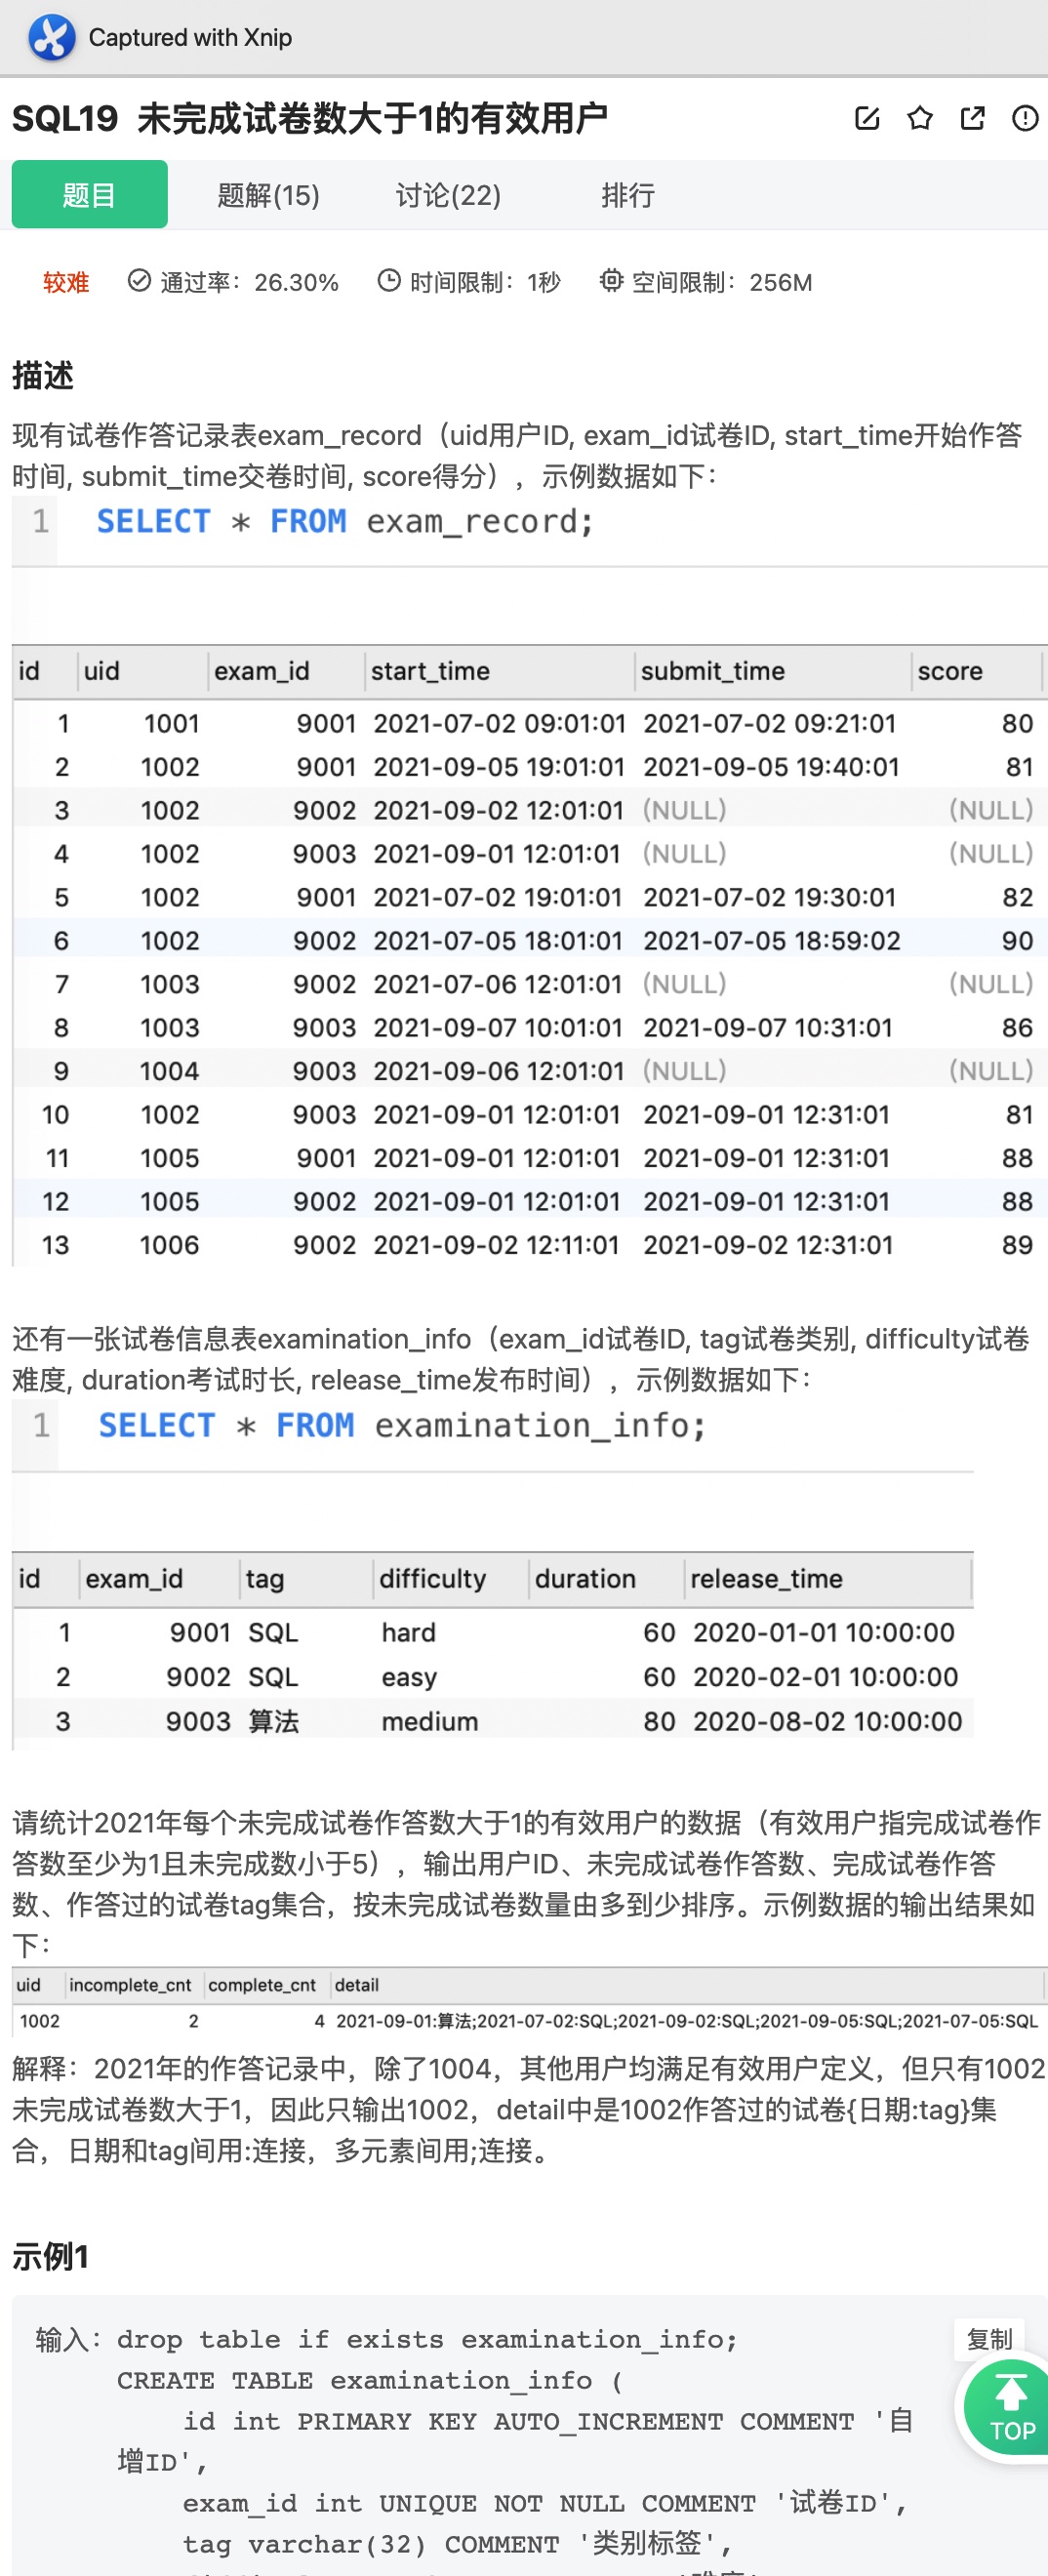 Captured with Xnip
SQL19 未完成试卷数大于1的有效用户
题目 题解(15) 讨论(22) 排行
较难 通过率：26.30% 时间限制：1秒 空间限制：256M
描述
现有试卷作答记录表exam_record（uid用户ID, exam_id试卷ID, start_time开始作答
时间, submit_time交卷时间, score得分），示例数据如下：
1 SELECT * FROM exam_record;
id uid exam_id start_time submit_time score
1 1001 9001 2021-07-02 09:01:01 2021-07-02 09:21:01 80
2 1002 9001 2021-09-05 19:01:01 2021-09-05 19:40:01 81
3 1002 9002 2021-09-02 12:01:01 (NULL) (NULL)
4 1002 9003 2021-09-01 12:01:01 (NULL) (NULL)
5 1002 9001 2021-07-02 19:01:01 2021-07-02 19:30:01 82
6 1002 9002 2021-07-05 18:01:01 2021-07-05 18:59:02 90
7 1003 9002 2021-07-06 12:01:01 (NULL) (NULL)
8 1003 9003 2021-09-07 10:01:01 2021-09-07 10:31:01 86
9 1004 9003 2021-09-06 12:01:01 (NULL) (NULL)
10 1002 9003 2021-09-01 12:01:01 2021-09-01 12:31:01 81
11 1005 9001 2021-09-01 12:01:01 2021-09-01 12:31:01 88
12 1005 9002 2021-09-01 12:01:01 2021-09-01 12:31:01 88
13 1006 9002 2021-09-02 12:11:01 2021-09-02 12:31:01 89
还有一张试卷信息表examination_info（exam_id试卷ID, tag试卷类别, difficulty试卷
难度, duration考试时长, release_time发布时间），示例数据如下：
1 SELECT * FROM examination_info;
id exam_id tag difficulty duration release_time
1 9001 SQL hard 60 2020-01-01 10:00:00
2 9002 SQL easy 60 2020-02-01 10:00:00
3 9003 算法 medium 80 2020-08-02 10:00:00
请统计2021年每个未完成试卷作答数大于1的有效用户的数据（有效用户指完成试卷作
答数至少为1且未完成数小于5），输出用户ID、未完成试卷作答数、完成试卷作答
数、作答过的试卷tag集合，按未完成试卷数量由多到少排序。示例数据的输出结果如
下：
uid incomplete_cnt complete_cnt detail
1002 2 4 2021-09-01:算法;2021-07-02:SQL;2021-09-02:SQL;2021-09-05:SQL;2021-07-05:SQL
解释：2021年的作答记录中，除了1004，其他用户均满足有效用户定义，但只有1002
未完成试卷数大于1，因此只输出1002，detail中是1002作答过的试卷{日期:tag}集
合，日期和tag间用:连接，多元素间用;连接。
示例1
输入：drop table if exists examination_info; 复制
CREATE TABLE examination_info (
id int PRIMARY KEY AUTO_INCREMENT COMMENT '自
增ID',
exam_id int UNIQUE NOT NULL COMMENT '试卷ID',
TOP
tag varchar(32) COMMENT '类别标签',